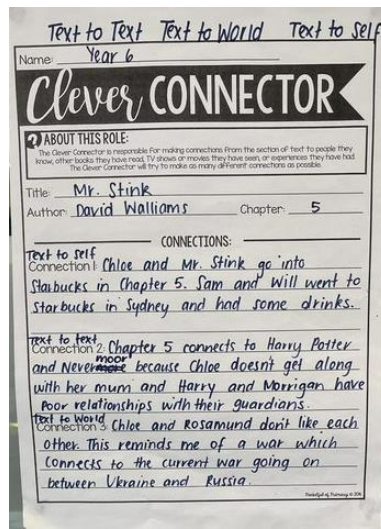 Text to Text Text to World Text to Self
Name: Year 6
Clever CONNECTOR
? ABOUT THIS ROLE:
The Clever Connector is responsible for making connections from the section of text to people they
know, other books they have read, TV shows or movies they have seen, or experiences they have had.
The Clever Connector will try to make as many different connections as possible.
Title: Mr. Stink
Author: David Walliams Chapter: 5
CONNECTIONS:
Text to self
Connection 1: Chloe and Mr. Stink go into
Starbucks in Chapter 5. Sam and Will went to
Starbucks in Sydney and had some drinks.
Text to text
Connection 2: Chapter 5 connects to Harry Potter
moor
and Nevermore because Chloe doesn't get along
with her mum and Harry and Morrigan have
poor relationships with their guardians.
Text to World
Connection 3: Chloe and Rosamund don't like each
other. This reminds me of a war which
connects to the current war going on
between Ukraine and Russia.